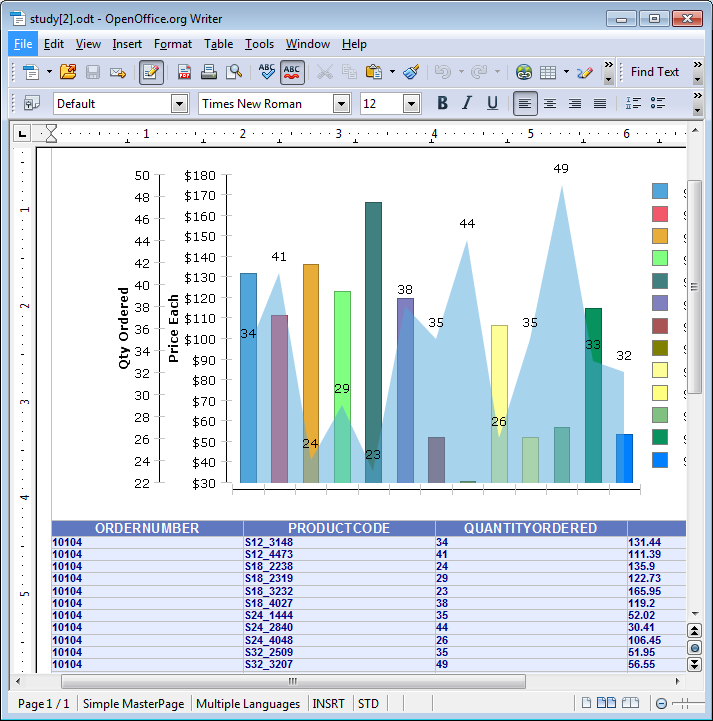 study[2].odt - OpenOffice.org Writer
File Edit View Insert Format Table Tools Window Help
Find Text
Default Times New Roman 12 B I U
1 2 3 4 5 6
1
2
3
4
5
Qty Ordered
50
48
46
44
42
40
38
36
34
32
30
28
26
24
22
Price Each
$180
$170
$160
$150
$140
$130
$120
$110
$100
$90
$80
$70
$60
$50
$40
$30
34
41
24
29
23
38
35
44
26
35
49
33
32
ORDERNUMBER PRODUCTCODE QUANTITYORDERED
10104 S12_3148 34 131.44
10104 S12_4473 41 111.39
10104 S18_2238 24 135.9
10104 S18_2319 29 122.73
10104 S18_3232 23 165.95
10104 S18_4027 38 119.2
10104 S24_1444 35 52.02
10104 S24_2840 44 30.41
10104 S24_4048 26 106.45
10104 S32_2509 35 51.95
10104 S32_3207 49 56.55
Page 1 / 1 Simple MasterPage Multiple Languages INSRT STD